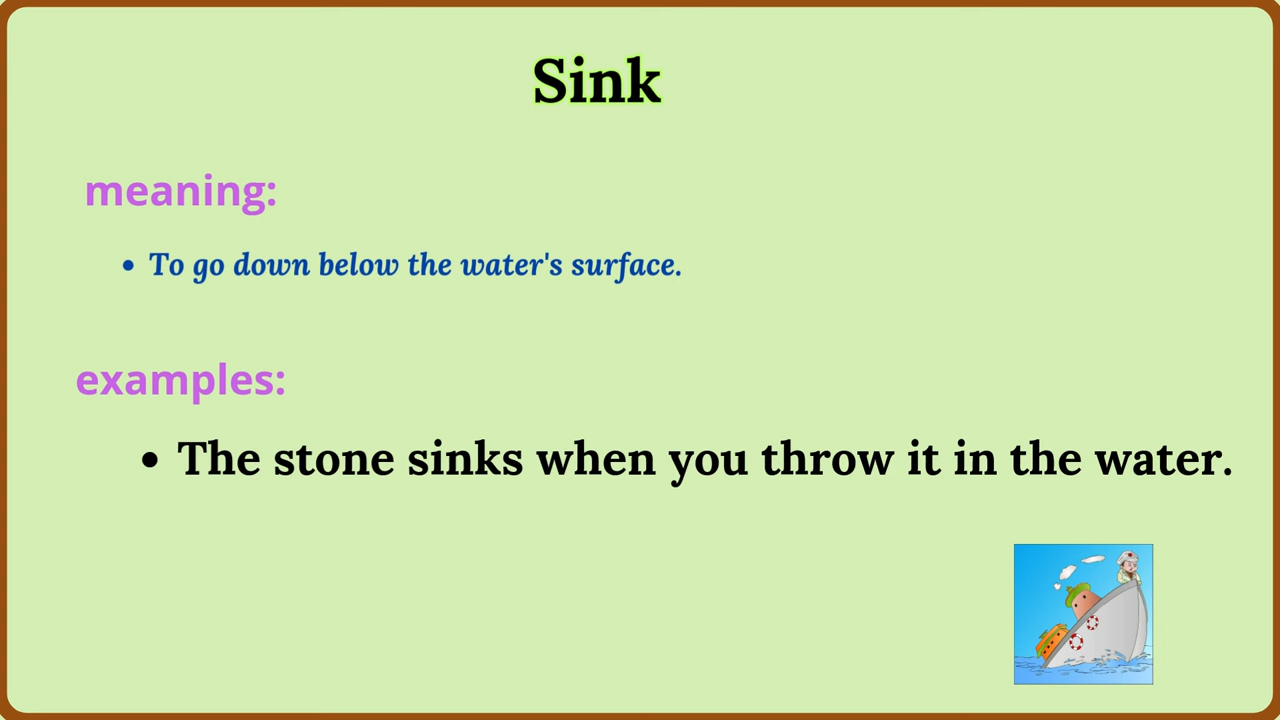 Sink
meaning:
• To go down below the water's surface.
examples:
• The stone sinks when you throw it in the water.